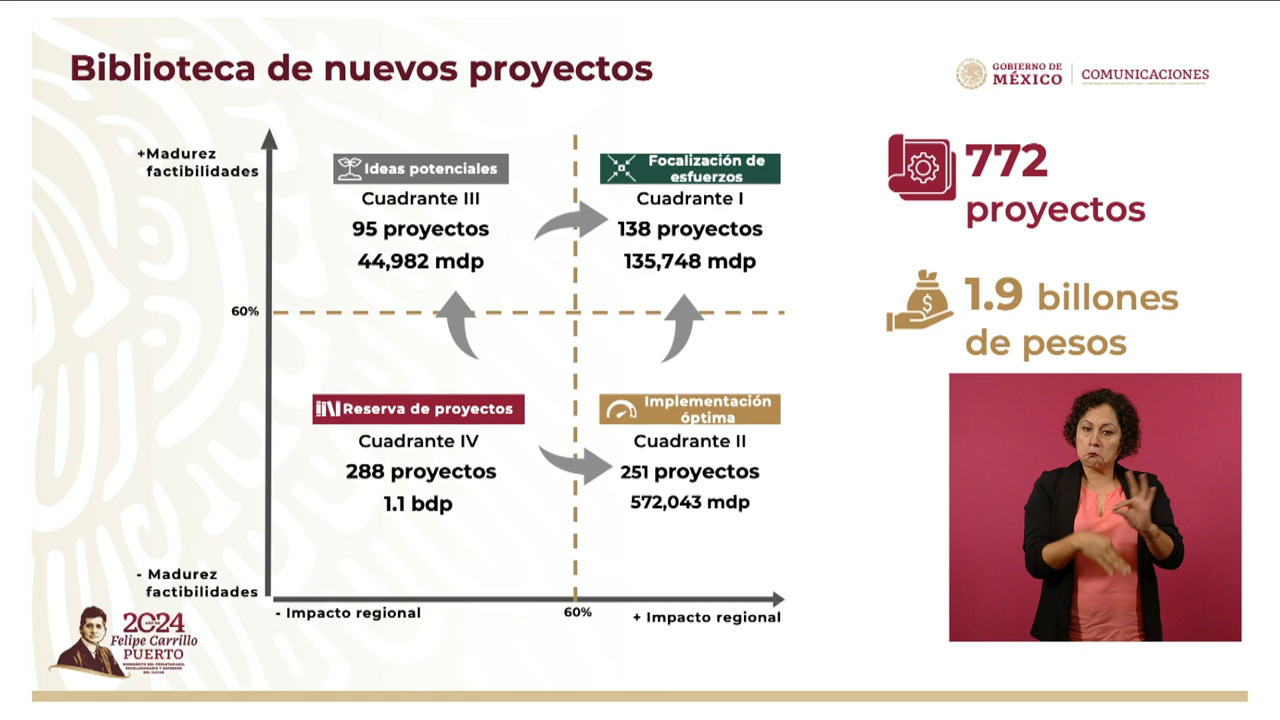 Biblioteca de nuevos proyectos
GOBIERNO DE
MÉXICO
COMUNICACIONES
+Madurez
factibilidades
Ideas potenciales
Cuadrante III
95 proyectos
44,982 mdp
Focalización de
esfuerzos
Cuadrante I
138 proyectos
135,748 mdp
772
proyectos
$
1.9 billones
de pesos
60%
Reserva de proyectos
Cuadrante IV
288 proyectos
1.1 bdp
Implementación
óptima
Cuadrante II
251 proyectos
572,043 mdp
- Madurez
factibilidades
- Impacto regional
60%
+ Impacto regional
2024
Felipe Carrillo
PUERTO